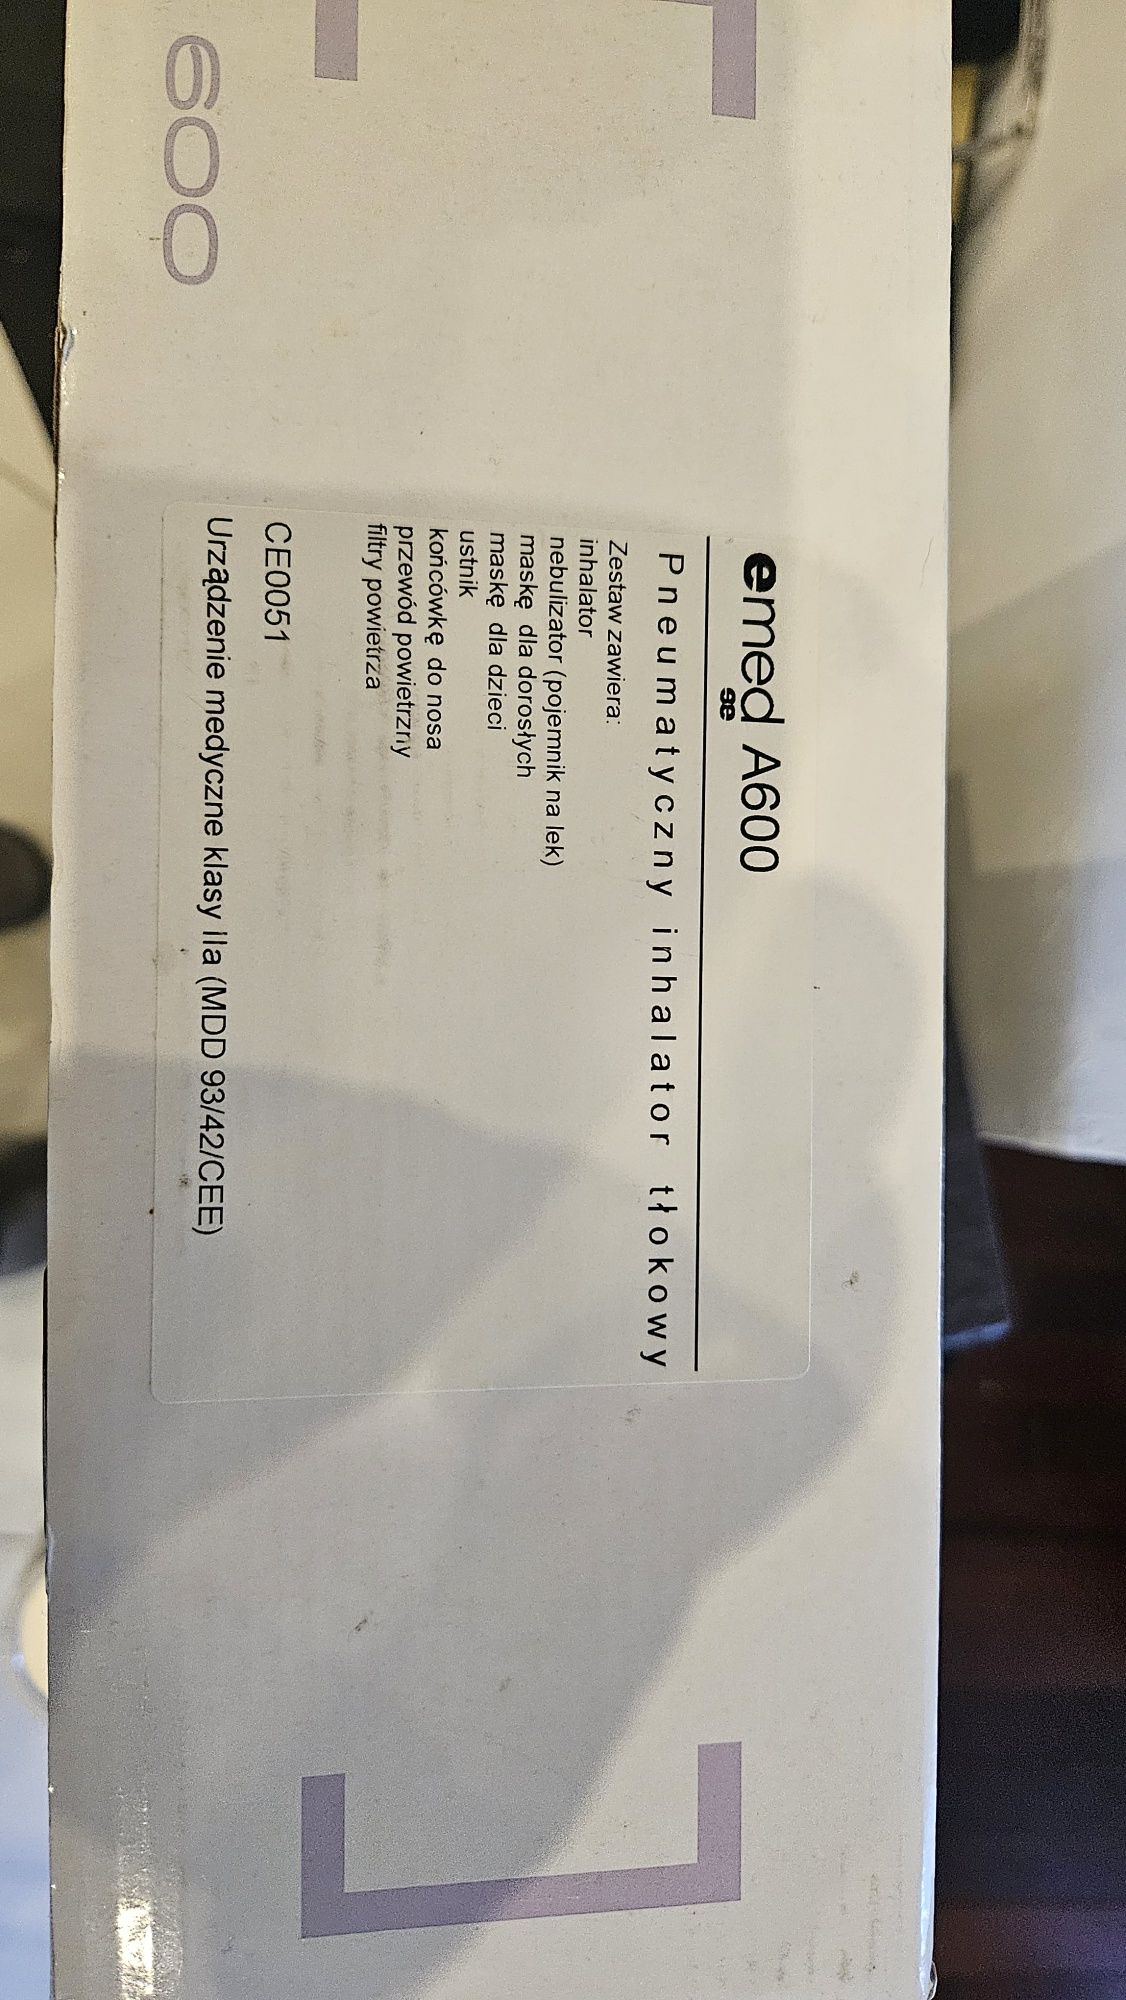 600
emed A600
se
Pneumatyczny inhalator tłokowy
Zestaw zawiera:
inhalator
nebulizator (pojemnik na lek)
maskę dla dorosłych
maskę dla dzieci
ustnik
końcówkę do nosa
przewód powietrzny
filtry powietrza
CE0051
Urządzenie medyczne klasy IIa (MDD 93/42/CEE)